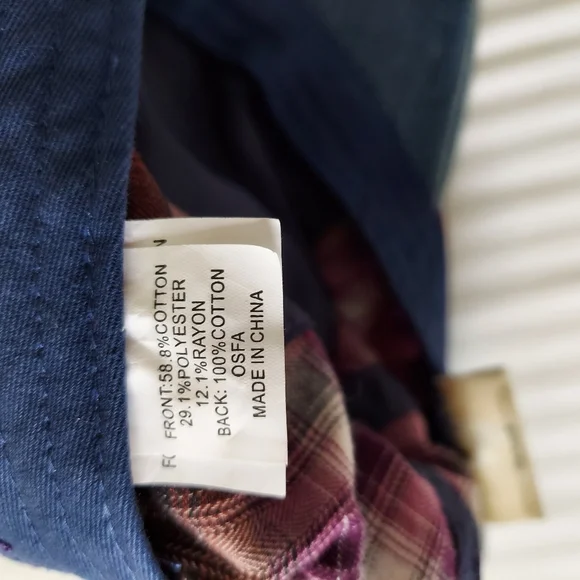 FRONT:58.8%COTTON
29.1%POLYESTER
12.1%RAYON
BACK: 100%COTTON
OSFA
MADE IN CHINA